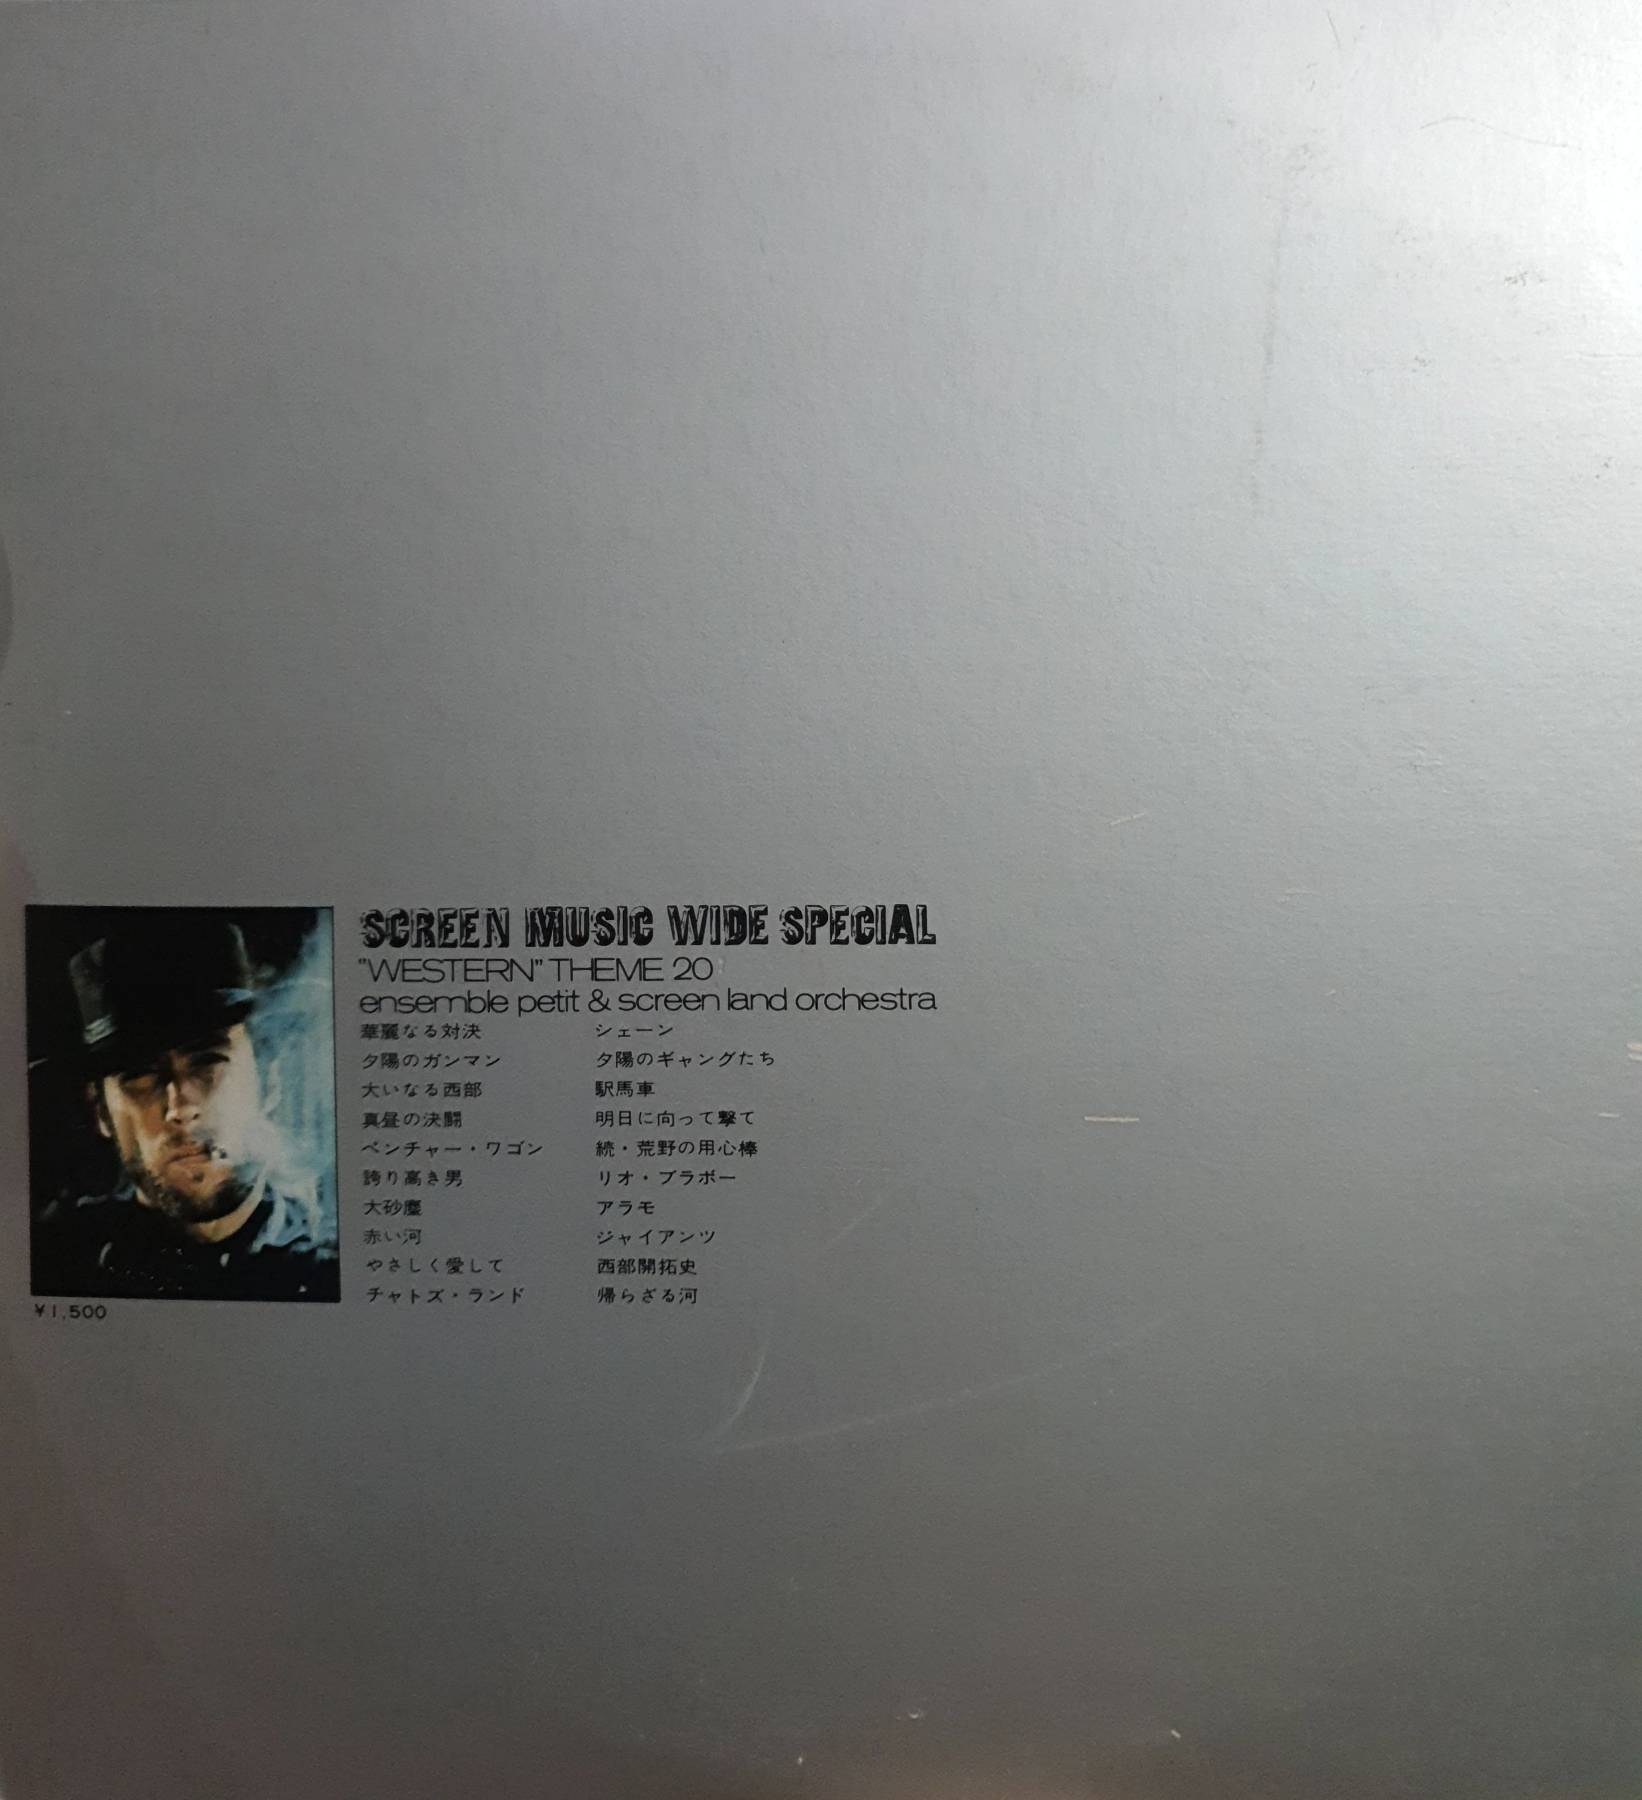 SCREEN MUSIC WIDE SPECIAL
"WESTERN" THEME 20
ensemble petit & screen land orchestra
華麗なる対決
夕陽のガンマン
大いなる西部
真昼の決闘
ベンチャー・ワゴン
誇り高き男
大砂塵
赤い河
やさしく愛して
チャトズ・ランド
シェーン
夕陽のギャングたち
駅馬車
明日に向って撃て
続・荒野の用心棒
リオ・ブラボー
アラモ
ジャイアンツ
西部開拓史
帰らざる河
¥1,500